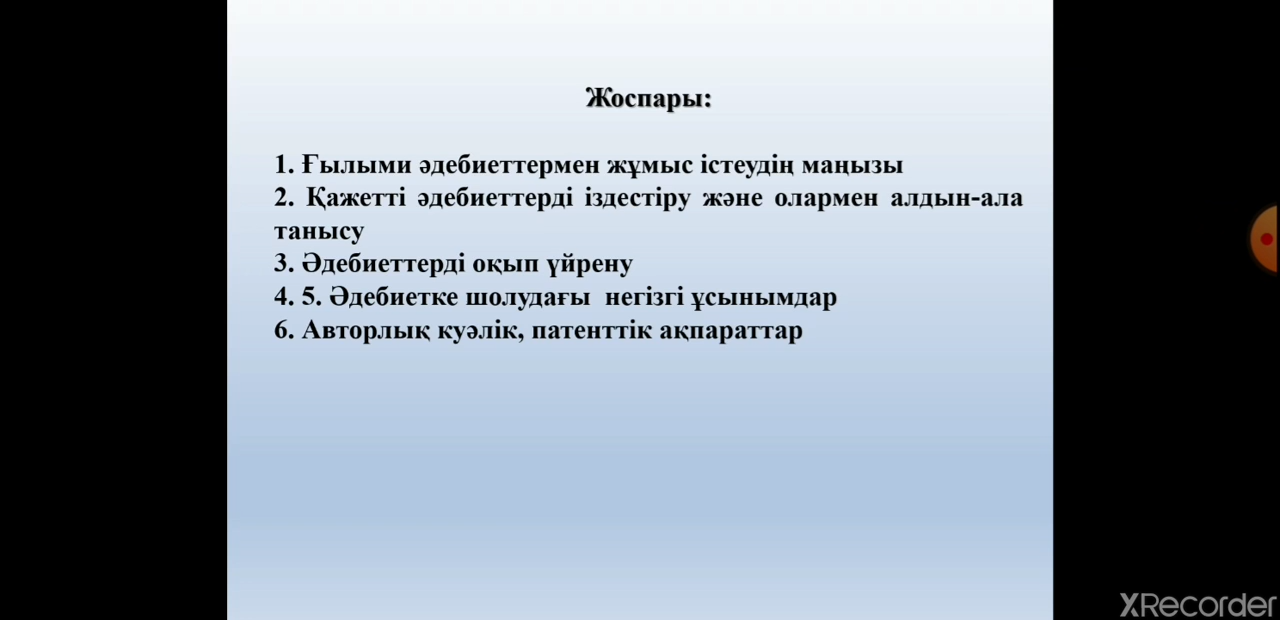 Жоспары:
1. Ғылыми әдебиеттермен жұмыс істеудің маңызы
2. Қажетті әдебиеттерді іздестіру және олармен алдын-ала
танысу
3. Әдебиеттерді оқып үйрену
4. 5. Әдебиетке шолудағы  негізгі ұсынымдар
6. Авторлық куәлік, патенттік ақпараттар
XRecorder